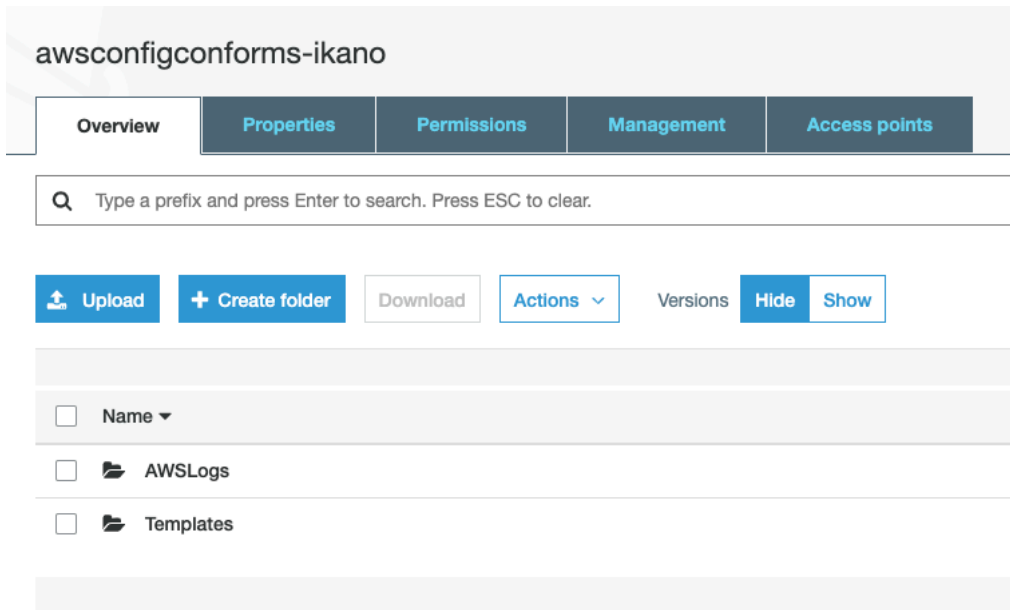 awsconfigconforms-ikano
Overview Properties Permissions Management Access points
Type a prefix and press Enter to search. Press ESC to clear.
Upload Create folder Download Actions Versions Hide Show
Name
AWSLogs
Templates